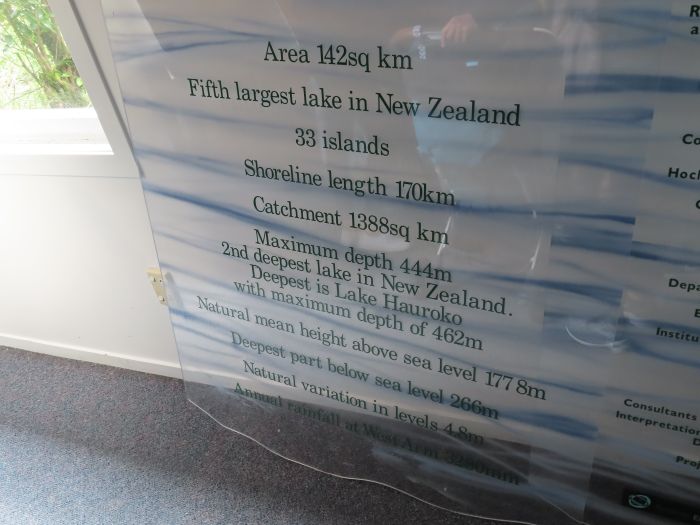 Area 142sq km
Fifth largest lake in New Zealand
33 islands
Shoreline length 170km
Catchment 1388sq km
Maximum depth 444m
2nd deepest lake in New Zealand.
Deepest is Lake Hauroko
with maximum depth of 462m
Natural mean height above sea level 177 8m
Deepest part below sea level 266m
Natural variation in levels 4.8m
Annual rainfall at West Arm
R
a
Co
Hoch
Depa
E
Institu
Consultants
Interpretation
D
Proj